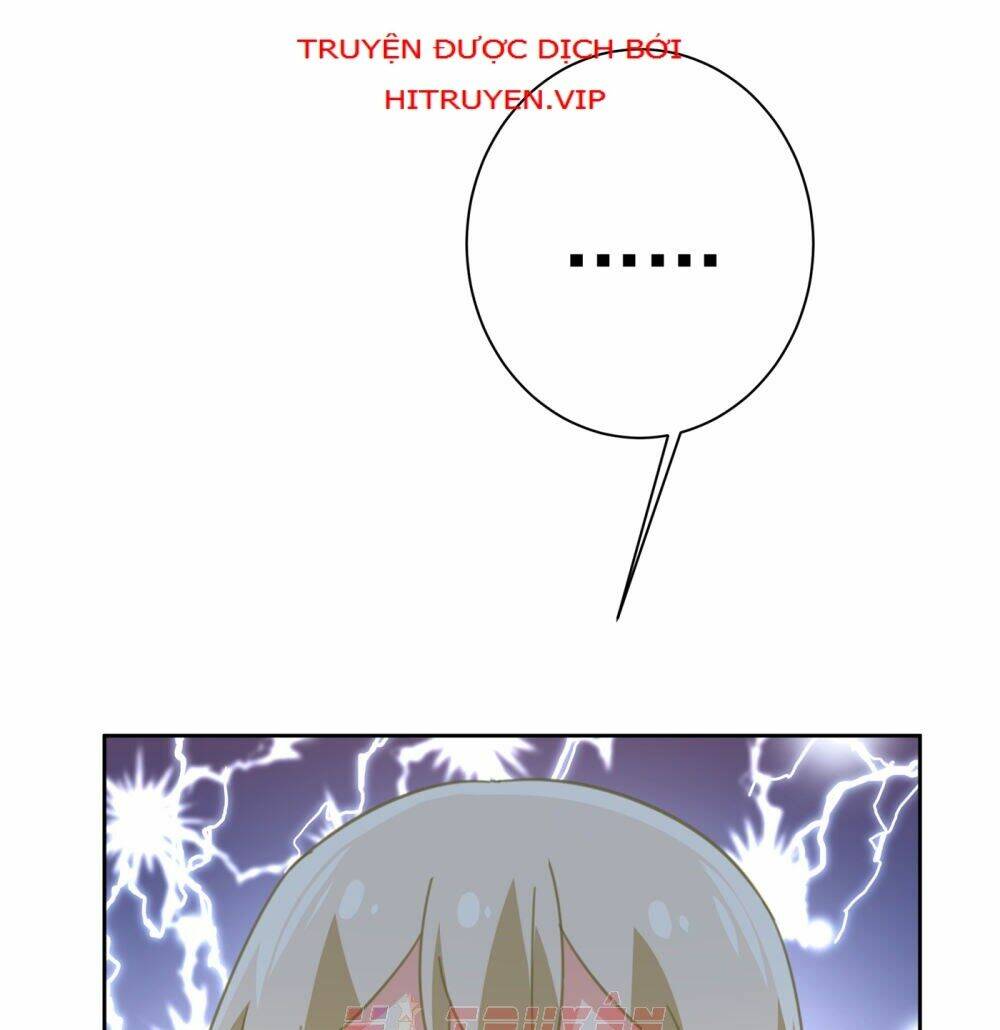 TRUYỆN ĐƯỢC DỊCH BỞI
HITRUYEN.VIP
......